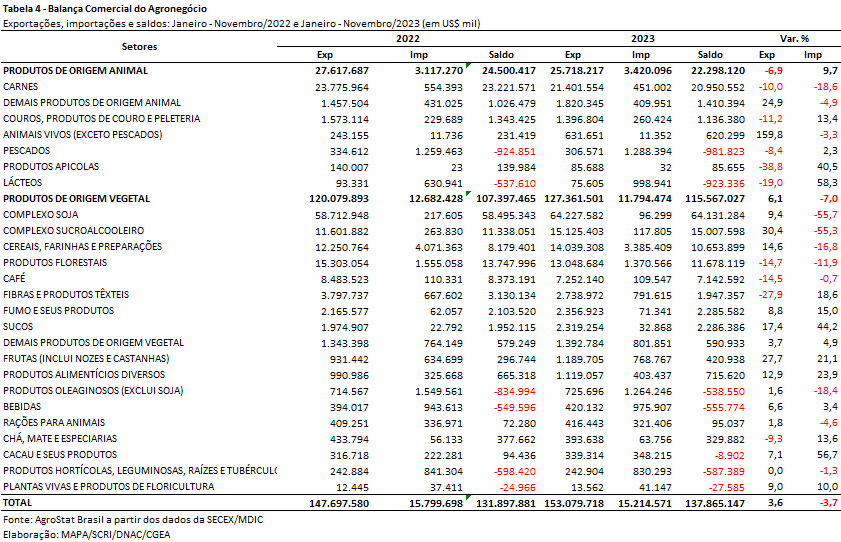 Tabela 4 - Balança Comercial do Agronegócio
Exportações, importações e saldos: Janeiro - Novembro/2022 e Janeiro - Novembro/2023 (em US$ mil)
Setores 2022 2023 Var. %
Exp Imp Saldo Exp Imp Saldo Exp Imp
PRODUTOS DE ORIGEM ANIMAL 27.617.687 3.117.270 24.500.417 25.718.217 3.420.096 22.298.120 -6,9 9,7
CARNES 23.775.964 554.393 23.221.571 21.401.554 451.002 20.950.552 -10,0 -18,6
DEMAIS PRODUTOS DE ORIGEM ANIMAL 1.457.504 431.025 1.026.479 1.820.345 409.951 1.410.394 24,9 -4,9
COUROS, PRODUTOS DE COURO E PELETERIA 1.573.114 229.689 1.343.425 1.396.804 260.424 1.136.380 -11,2 13,4
ANIMAIS VIVOS (EXCETO PESCADOS) 243.155 11.736 231.419 631.651 11.352 620.299 159,8 -3,3
PESCADOS 334.612 1.259.463 -924.851 306.571 1.288.394 -981.823 -8,4 2,3
PRODUTOS APICOLAS 140.007 23 139.984 85.688 32 85.655 -38,8 40,5
LÁCTEOS 93.331 630.941 -537.610 75.605 998.941 -923.336 -19,0 58,3
PRODUTOS DE ORIGEM VEGETAL 120.079.893 12.682.428 107.397.465 127.361.501 11.794.474 115.567.027 6,1 -7,0
COMPLEXO SOJA 58.712.948 217.605 58.495.343 64.227.582 96.299 64.131.284 9,4 -55,7
COMPLEXO SUCROALCOOLEIRO 11.601.882 263.830 11.338.051 15.125.403 117.805 15.007.598 30,4 -55,3
CEREAIS, FARINHAS E PREPARAÇÕES 12.250.764 4.071.363 8.179.401 14.039.308 3.385.409 10.653.899 14,6 -16,8
PRODUTOS FLORESTAIS 15.303.054 1.555.058 13.747.996 13.048.684 1.370.566 11.678.119 -14,7 -11,9
CAFÉ 8.483.523 110.331 8.373.191 7.252.140 109.547 7.142.592 -14,5 -0,7
FIBRAS E PRODUTOS TÊXTEIS 3.797.737 667.602 3.130.134 2.738.972 791.615 1.947.357 -27,9 18,6
FUMO E SEUS PRODUTOS 2.165.577 62.057 2.103.520 2.356.923 71.341 2.285.582 8,8 15,0
SUCOS 1.974.907 22.792 1.952.115 2.319.254 32.868 2.286.386 17,4 44,2
DEMAIS PRODUTOS DE ORIGEM VEGETAL 1.343.398 764.149 579.249 1.392.784 801.851 590.933 3,7 4,9
FRUTAS (INCLUI NOZES E CASTANHAS) 931.442 634.699 296.744 1.189.705 768.767 420.938 27,7 21,1
PRODUTOS ALIMENTÍCIOS DIVERSOS 990.986 325.668 665.318 1.119.057 403.437 715.620 12,9 23,9
PRODUTOS OLEAGINOSOS (EXCLUI SOJA) 714.567 1.549.561 -834.994 725.696 1.264.246 -538.550 1,6 -18,4
BEBIDAS 394.017 943.613 -549.596 420.132 975.907 -555.774 6,6 3,4
RAÇÕES PARA ANIMAIS 409.251 336.971 72.280 416.443 321.406 95.037 1,8 -4,6
CHÁ, MATE E ESPECIARIAS 433.794 56.133 377.662 393.638 63.756 329.882 -9,3 13,6
CACAU E SEUS PRODUTOS 316.718 222.281 94.436 339.314 348.215 -8.902 7,1 56,7
PRODUTOS HORTÍCOLAS, LEGUMINOSAS, RAÍZES E TUBÉRCULO 242.884 841.304 -598.420 242.904 830.293 -587.389 0,0 -1,3
PLANTAS VIVAS E PRODUTOS DE FLORICULTURA 12.445 37.411 -24.966 13.562 41.147 -27.585 9,0 10,0
TOTAL 147.697.580 15.799.698 131.897.881 153.079.718 15.214.571 137.865.147 3,6 -3,7
Fonte: AgroStat Brasil a partir dos dados da SECEX/MDIC
Elaboração: MAPA/SCRI/DNAC/CGEA